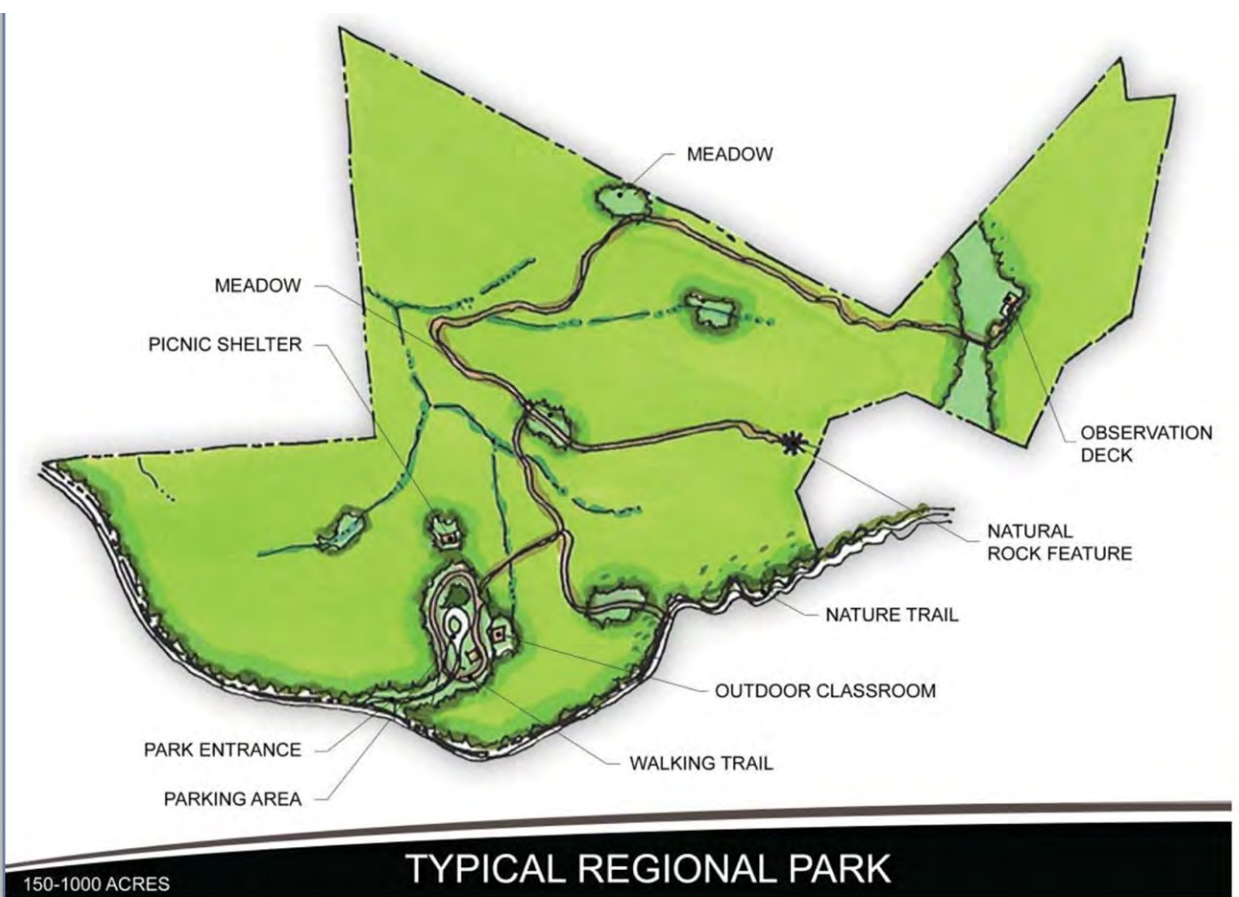 MEADOW
MEADOW
PICNIC SHELTER
OBSERVATION
DECK
NATURAL
ROCK FEATURE
NATURE TRAIL
OUTDOOR CLASSROOM
PARK ENTRANCE
WALKING TRAIL
PARKING AREA
TYPICAL REGIONAL PARK
150-1000 ACRES